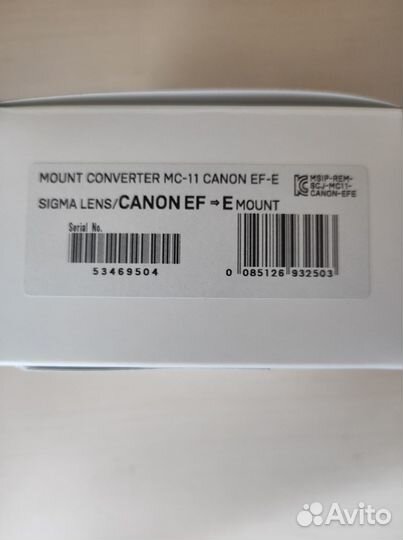 MOUNT CONVERTER MC-11 CANON EF-E
MSIP-REM-
SCJ-MC11-
CANON-EFE
SIGMA LENS/CANON EF ⇒ E MOUNT
Serial No.
53469504
0 085126 932503
Avito